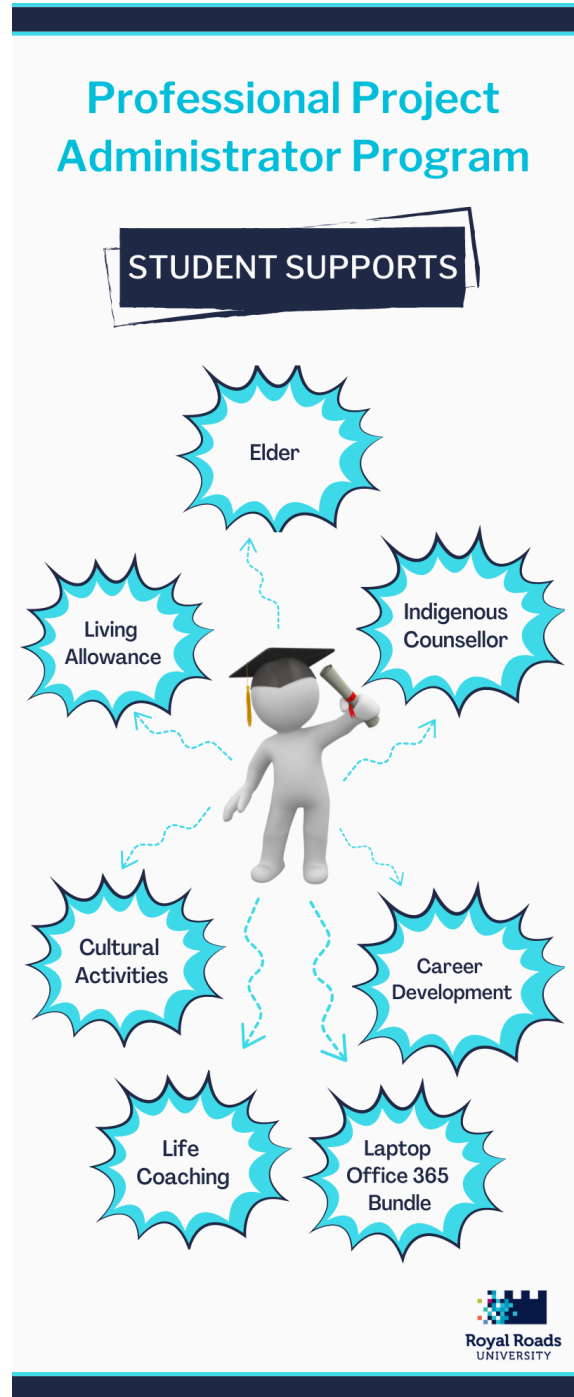 Professional Project
Administrator Program
STUDENT SUPPORTS
Elder
Living
Allowance
Indigenous
Counsellor
Cultural
Activities
Career
Development
Life
Coaching
Laptop
Office 365
Bundle
Royal Roads
UNIVERSITY